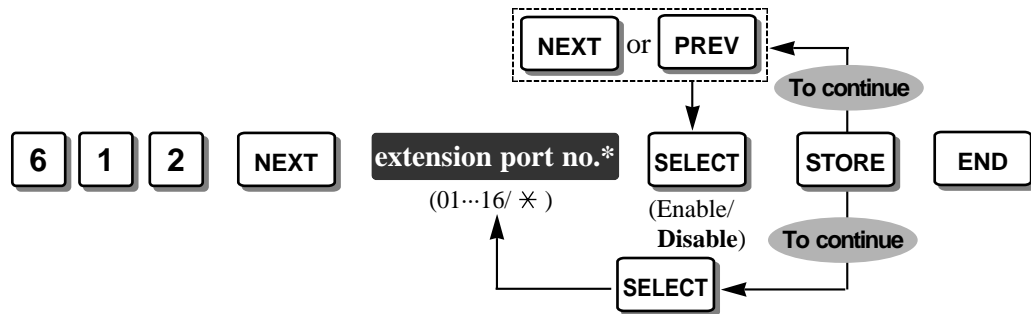 NEXT or PREV
To continue
6 1 2 NEXT extension port no.* SELECT STORE END
(01···16/ ✳ )
(Enable/
Disable)
To continue
SELECT